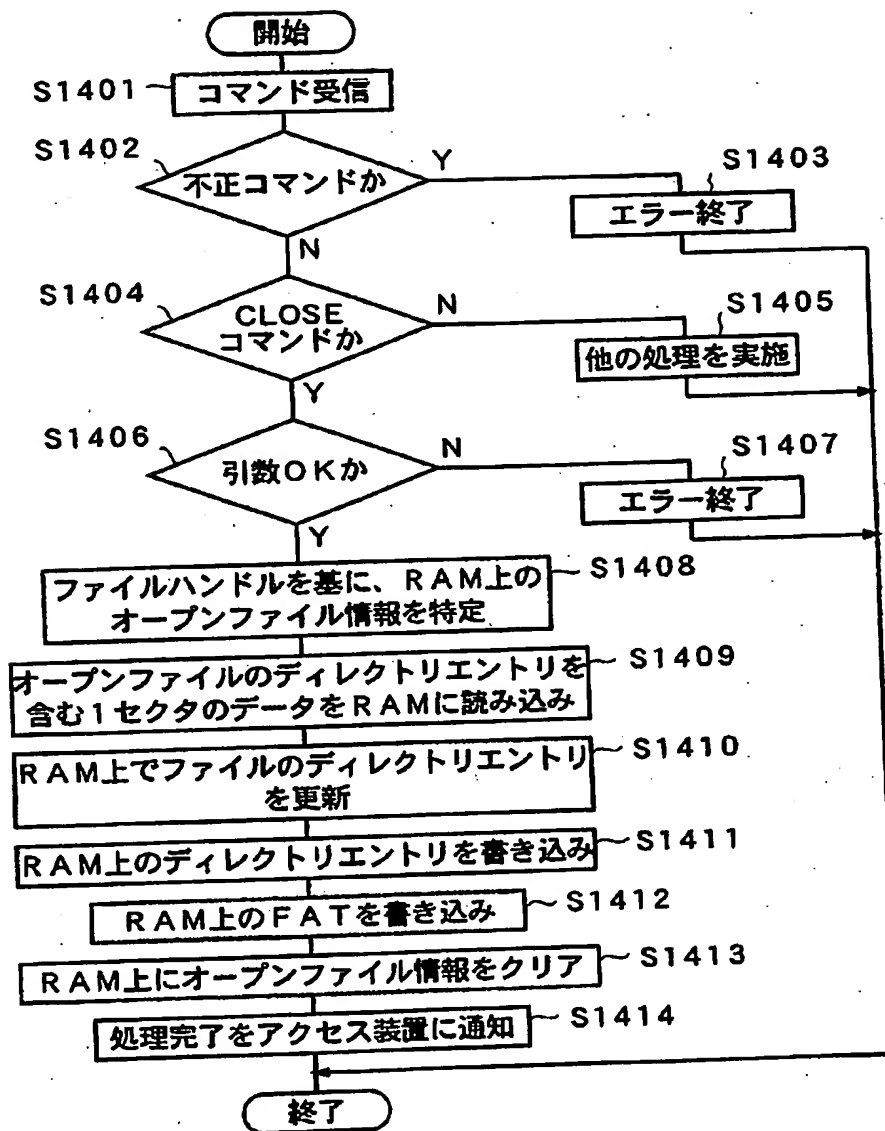 開始
S1401
コマンド受信
S1402
不正コマンドか
Y
S1403
エラー終了
N
S1404
CLOSE
コマンドか
N
S1405
他の処理を実施
Y
S1406
引数OKか
N
S1407
エラー終了
Y
ファイルハンドルを基に、RAM上の
オープンファイル情報を特定
S1408
オープンファイルのディレクトリエントリを
含む1セクタのデータをRAMに読み込み
S1409
RAM上でファイルのディレクトリエントリ
を更新
S1410
RAM上のディレクトリエントリを書き込み
S1411
RAM上のFATを書き込み
S1412
RAM上にオープンファイル情報をクリア
S1413
処理完了をアクセス装置に通知
S1414
終了